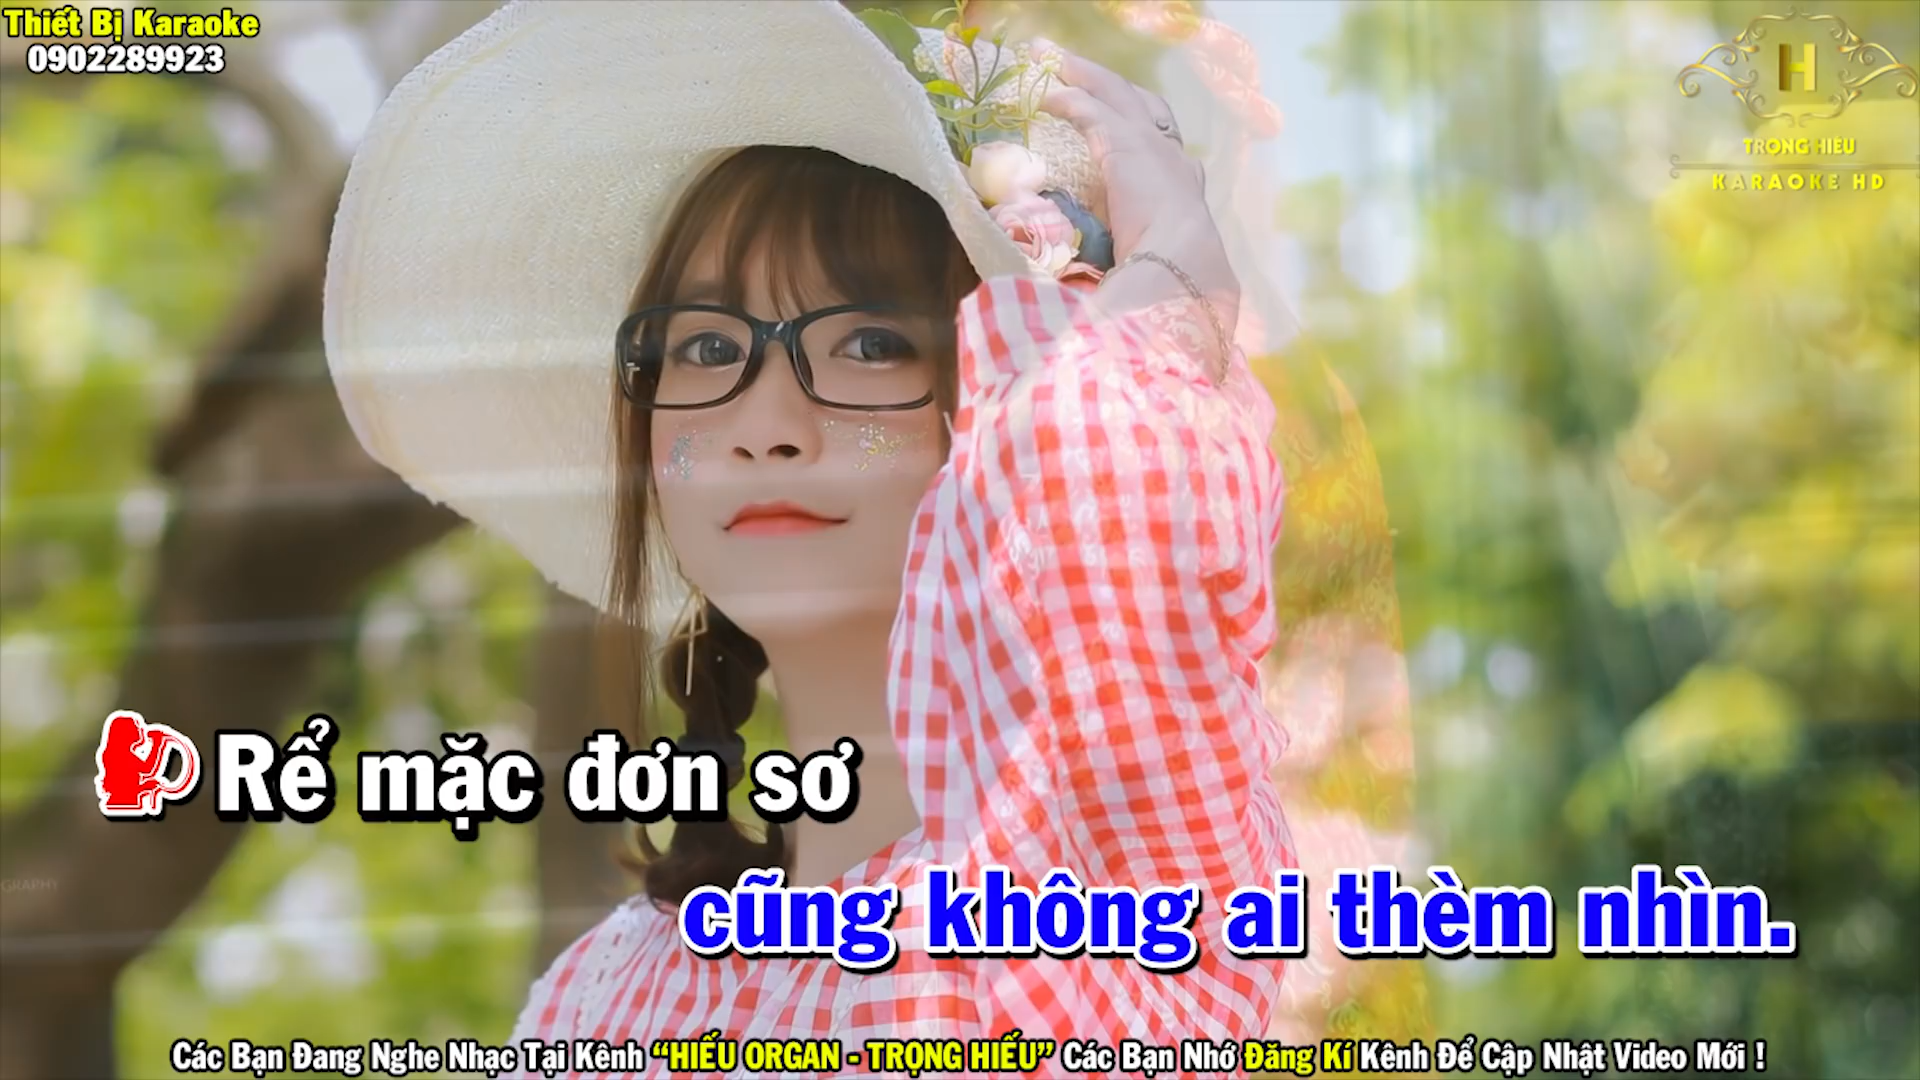 Thiết Bị Karaoke
0902289923
H
TRỌNG HIẾU
KARAOKE HD
Rể mặc đơn sơ
cũng không ai thèm nhìn.
GRAPHY
Các Bạn Đang Nghe Nhạc Tại Kênh “HIẾU ORGAN - TRỌNG HIẾU” Các Bạn Nhớ Đăng Kí Kênh Để Cập Nhật Video Mới !